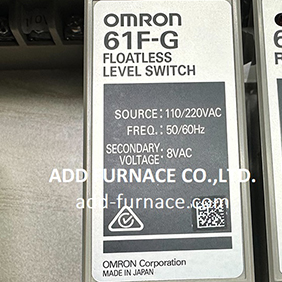 OMRON
61F-G
FLOATLESS
LEVEL SWITCH
SOURCE: 110/220VAC
FREQ.: 50/60Hz
SECONDARY
VOLTAGE: 8VAC
ADD FURNACE CO.,LTD.
add-furnace.com
OMRON Corporation
MADE IN JAPAN
6
F
L